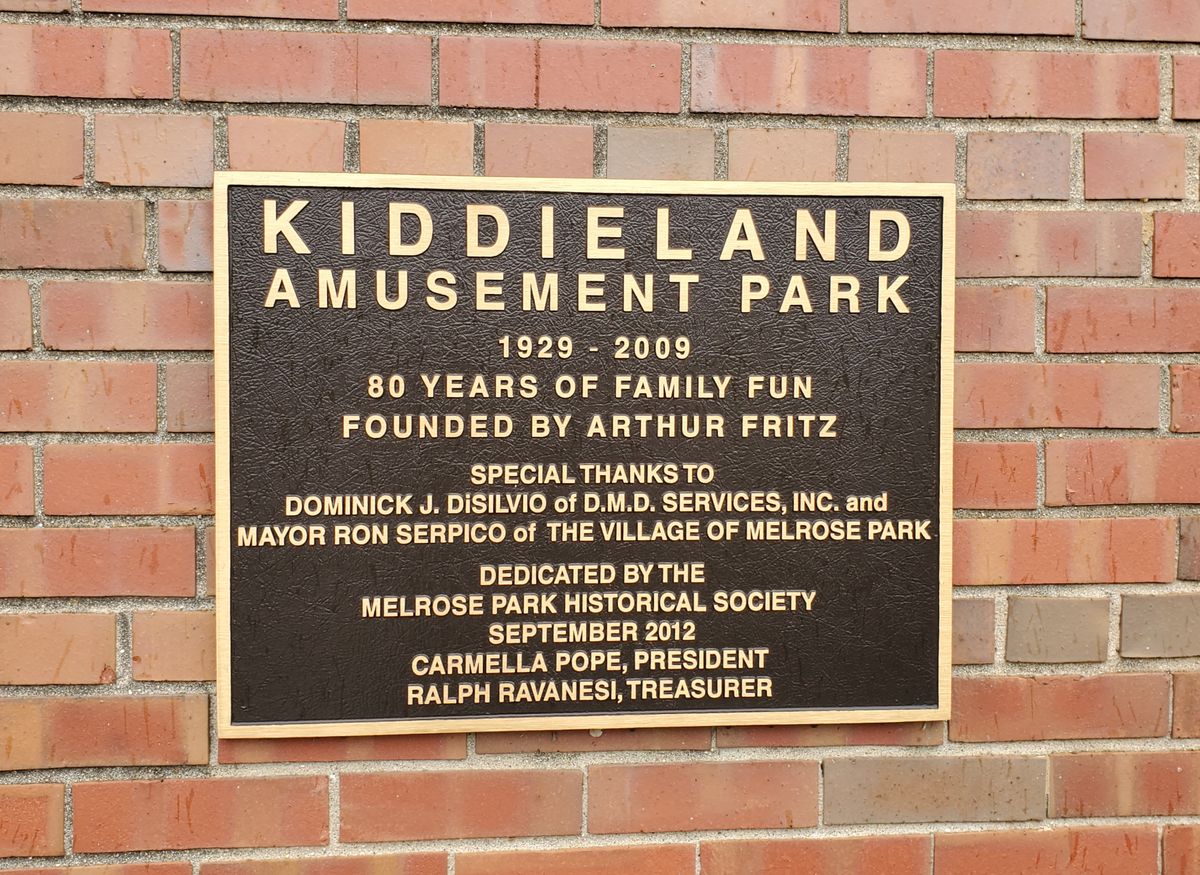 KIDDIELAND
AMUSEMENT PARK
1929 - 2009
80 YEARS OF FAMILY FUN
FOUNDED BY ARTHUR FRITZ
SPECIAL THANKS TO
DOMINICK J. DiSILVIO of D.M.D. SERVICES, INC. and
MAYOR RON SERPICO of THE VILLAGE OF MELROSE PARK
DEDICATED BY THE
MELROSE PARK HISTORICAL SOCIETY
SEPTEMBER 2012
CARMELLA POPE, PRESIDENT
RALPH RAVANESI, TREASURER